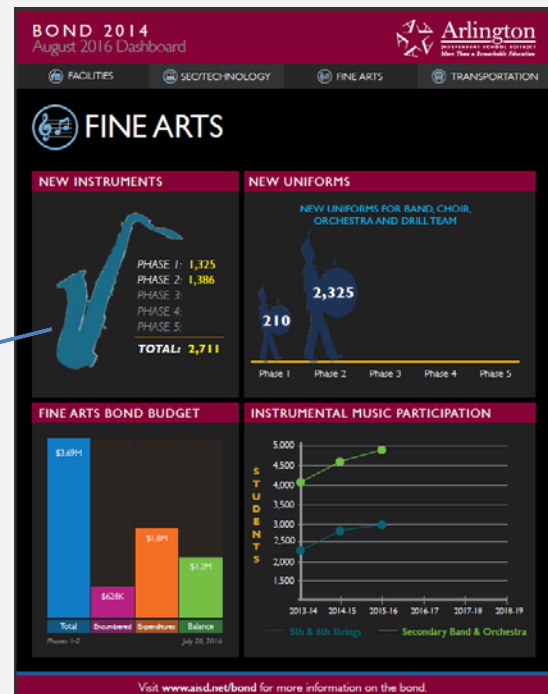 BOND 2014
August 2016 Dashboard
Arlington
INDEPENDENT SCHOOL DISTRICT
More Than a Remarkable Education
FACILITIES
SEC/TECHNOLOGY
FINE ARTS
TRANSPORTATION
FINE ARTS
NEW INSTRUMENTS
PHASE 1: 1,325
PHASE 2: 1,386
PHASE 3:
PHASE 4:
PHASE 5:
TOTAL: 2,711
NEW UNIFORMS
NEW UNIFORMS FOR BAND, CHOIR,
ORCHESTRA AND DRILL TEAM
210
2,325
Phase 1 Phase 2 Phase 3 Phase 4 Phase 5
FINE ARTS BOND BUDGET
$3.69M
$628K
$1.8M
$1.2M
Total Encumbered Expenditures Balance
Phases 1-2
July 28, 2016
INSTRUMENTAL MUSIC PARTICIPATION
STUDENTS
5,000
4,500
4,000
3,500
3,000
2,500
2,000
1,500
2013-14 2014-15 2015-16 2016-17 2017-18 2018-19
5th & 6th Strings
Secondary Band & Orchestra
Visit www.aisd.net/bond for more information on the bond.